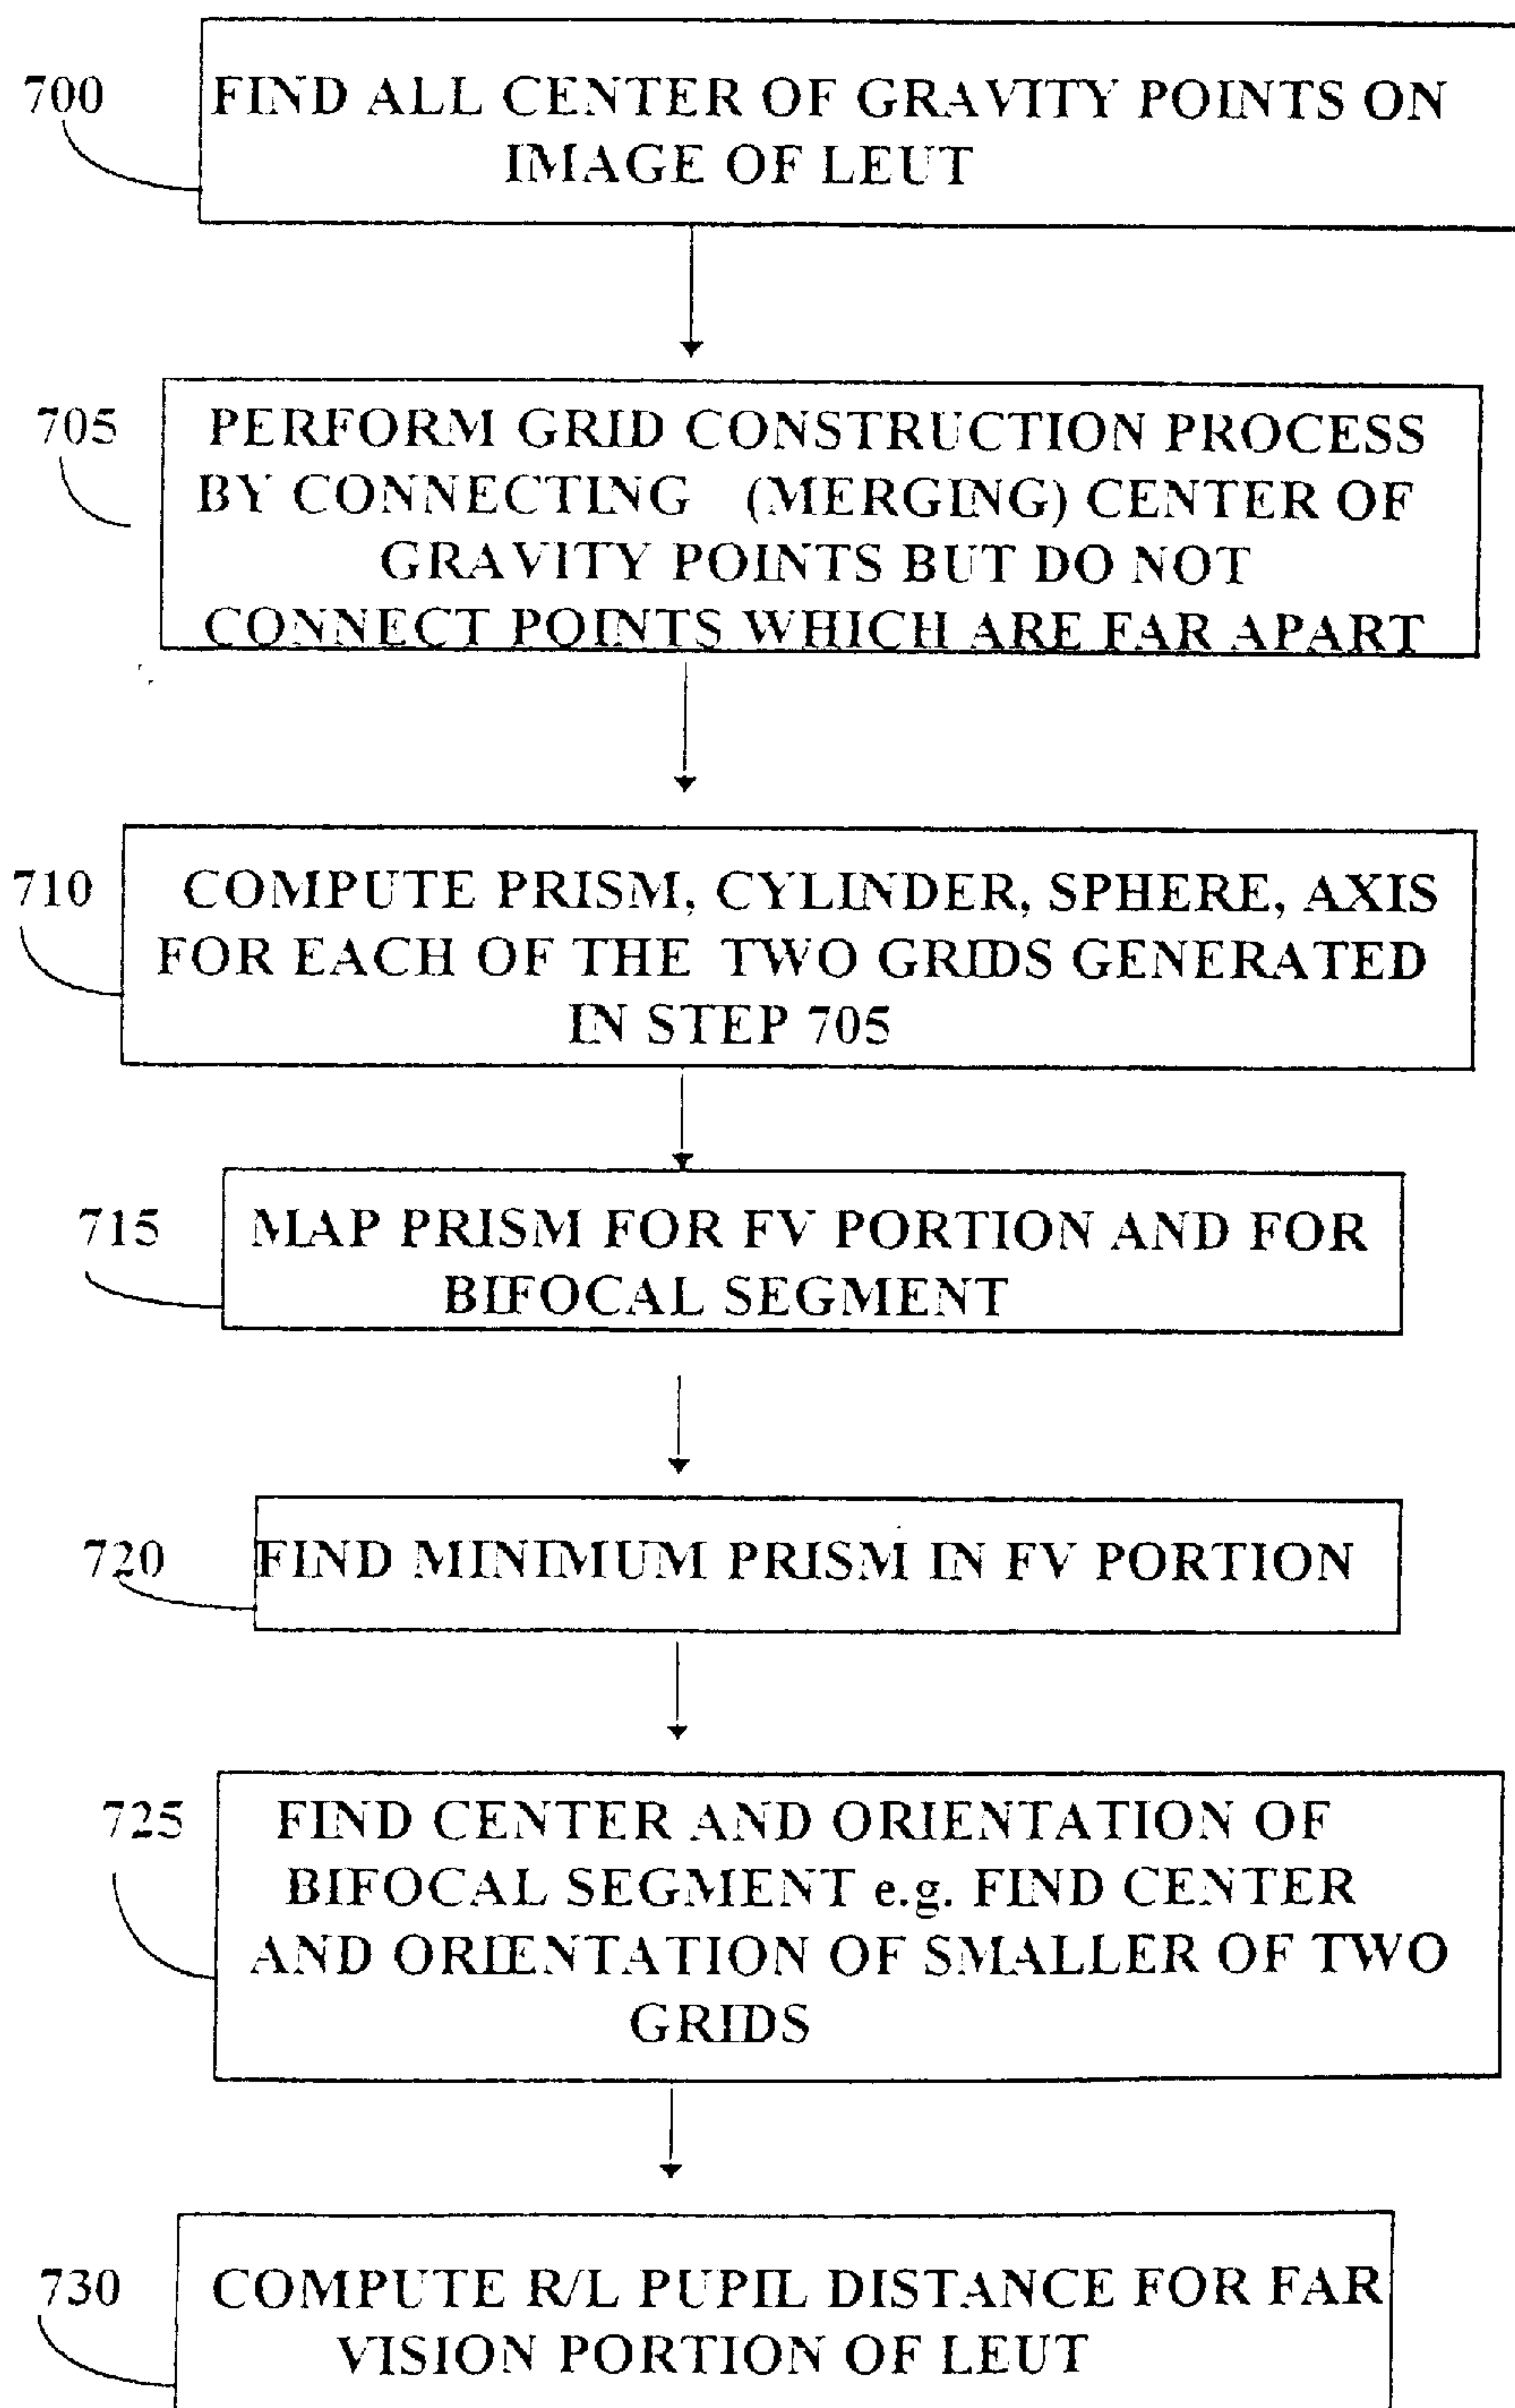 700
FIND ALL CENTER OF GRAVITY POINTS ON
IMAGE OF LEUT
705
PERFORM GRID CONSTRUCTION PROCESS
BY CONNECTING (MERGING) CENTER OF
GRAVITY POINTS BUT DO NOT
CONNECT POINTS WHICH ARE FAR APART
710
COMPUTE PRISM, CYLINDER, SPHERE, AXIS
FOR EACH OF THE TWO GRIDS GENERATED
IN STEP 705
715
MAP PRISM FOR FV PORTION AND FOR
BIFOCAL SEGMENT
720
FIND MINIMUM PRISM IN FV PORTION
725
FIND CENTER AND ORIENTATION OF
BIFOCAL SEGMENT e.g. FIND CENTER
AND ORIENTATION OF SMALLER OF TWO
GRIDS
730
COMPUTE R/L PUPIL DISTANCE FOR FAR
VISION PORTION OF LEUT